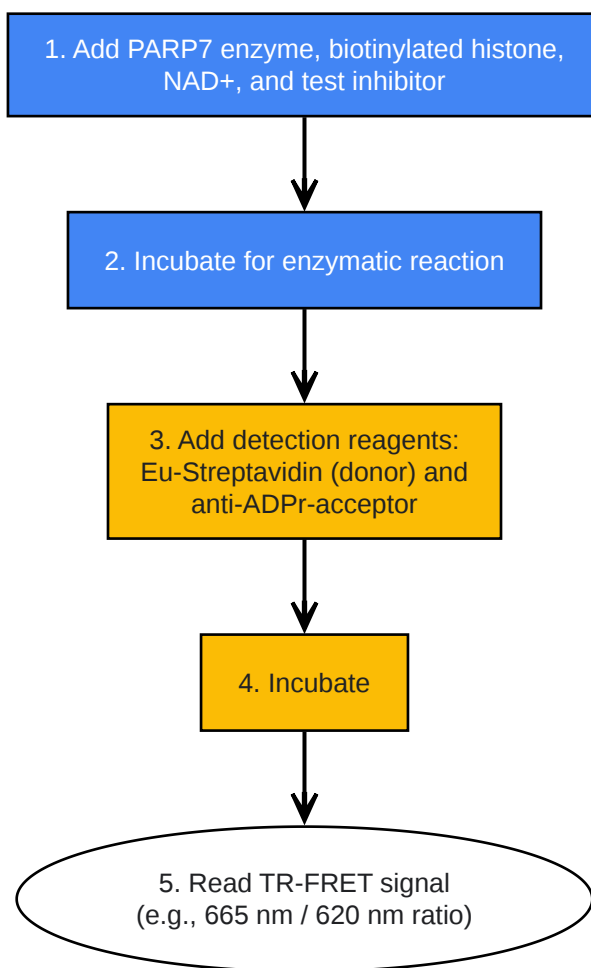 1. Add PARP7 enzyme, biotinylated histone,
NAD+, and test inhibitor
2. Incubate for enzymatic reaction
3. Add detection reagents:
Eu-Streptavidin (donor) and
anti-ADPr-acceptor
4. Incubate
5. Read TR-FRET signal
(e.g., 665 nm / 620 nm ratio)